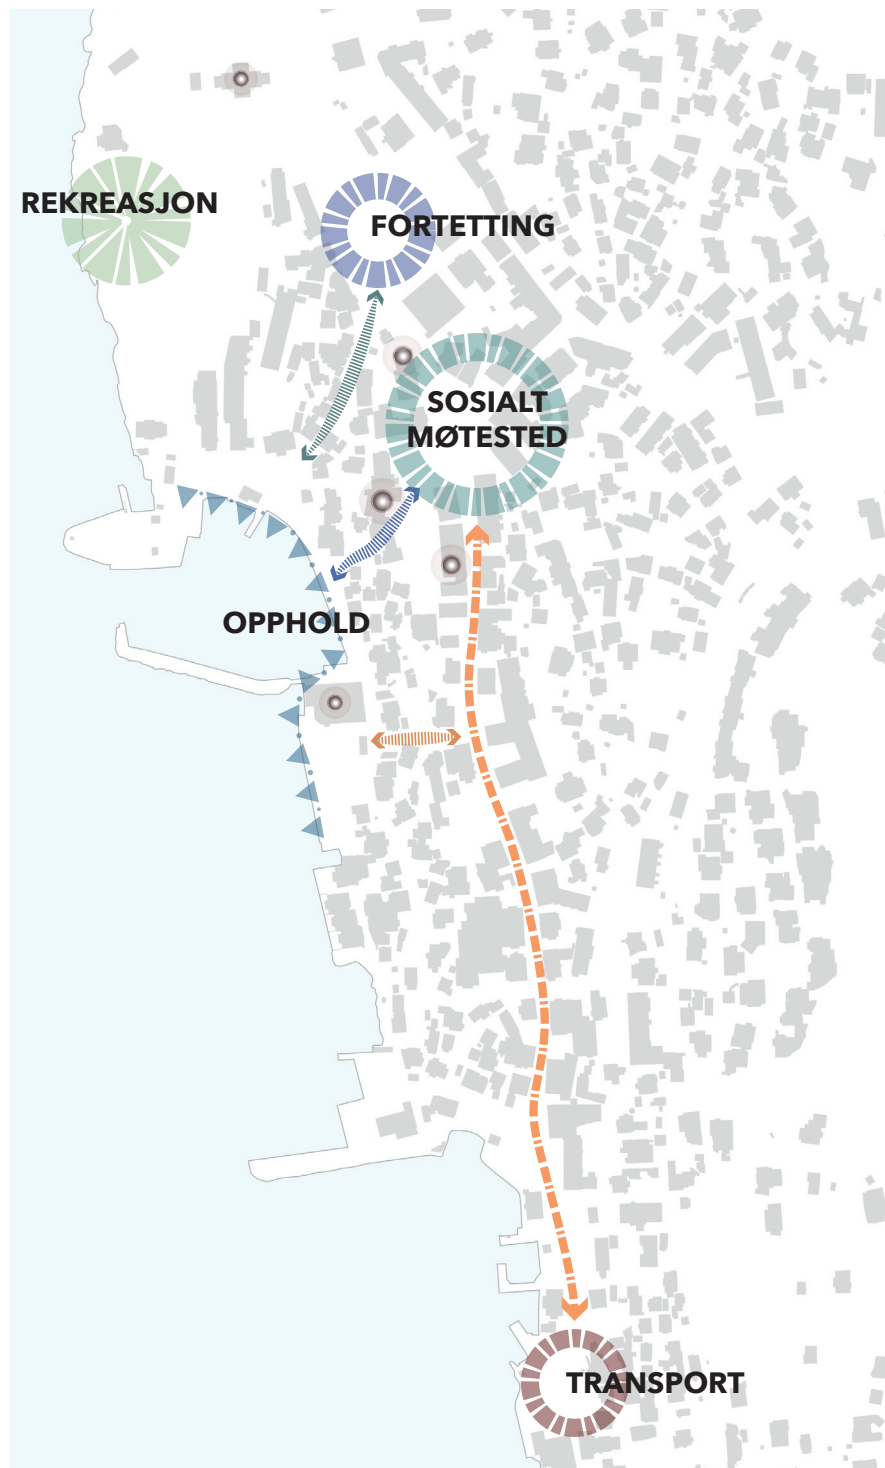 REKREASJON
FORTETTING
SOSIALT
MØTESTED
OPPHOLD
TRANSPORT